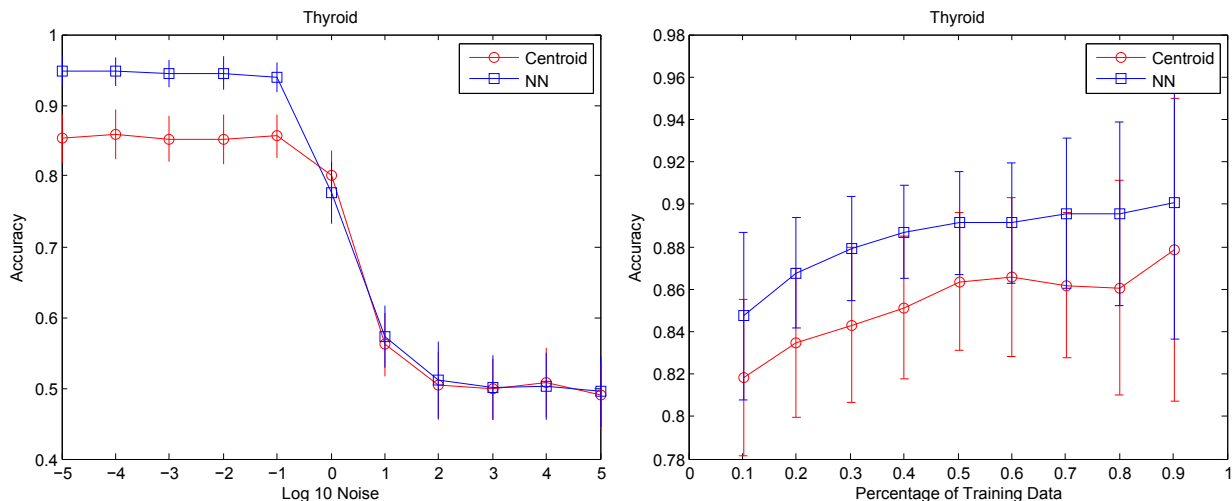 Thyroid
1
0.9
0.8
0.7
0.6
0.5
0.4
Accuracy
−5 −4 −3 −2 −1 0 1 2 3 4 5
Log 10 Noise
Centroid
NN
Thyroid
0.98
0.96
0.94
0.92
0.9
0.88
0.86
0.84
0.82
0.8
0.78
Accuracy
0 0.1 0.2 0.3 0.4 0.5 0.6 0.7 0.8 0.9 1
Percentage of Training Data
Centroid
NN